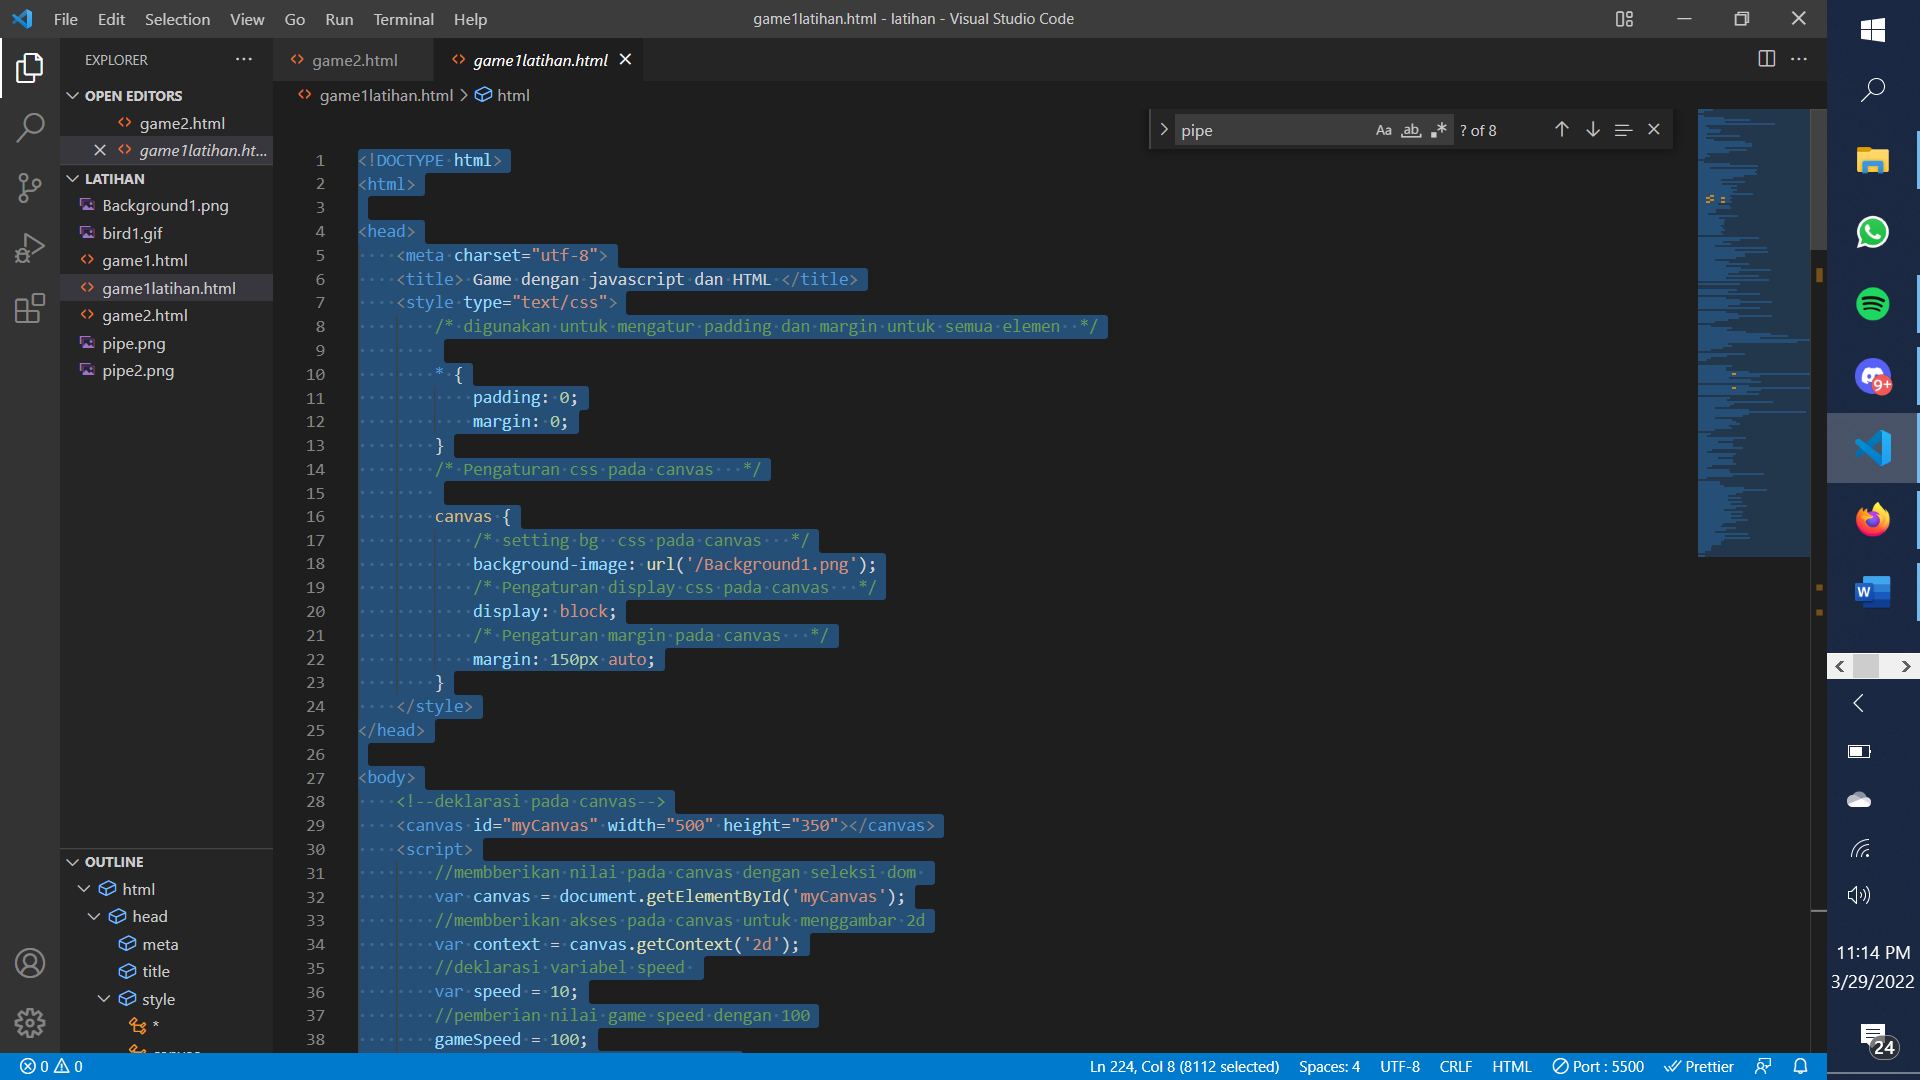 File Edit Selection View Go Run Terminal Help
game1latihan.html - latihan - Visual Studio Code
EXPLORER
OPEN EDITORS
game2.html
game1latihan.ht...
LATIHAN
Background1.png
bird1.gif
game1.html
game1latihan.html
game2.html
pipe.png
pipe2.png
OUTLINE
html
head
meta
title
style
*
game2.html
game1latihan.html
game1latihan.html > html
pipe
Aa ab .*
? of 8
1 <!DOCTYPE html>
2 <html>
3
4 <head>
5 <meta charset="utf-8">
6 <title> Game dengan javascript dan HTML </title>
7 <style type="text/css">
8 /* digunakan untuk mengatur padding dan margin untuk semua elemen  */
9
10 * {
11 padding: 0;
12 margin: 0;
13 }
14 /* Pengaturan css pada canvas   */
15
16 canvas {
17 /* setting bg  css pada canvas   */
18 background-image: url('/Background1.png');
19 /* Pengaturan display css pada canvas   */
20 display: block;
21 /* Pengaturan margin pada canvas   */
22 margin: 150px auto;
23 }
24 </style>
25 </head>
26
27 <body>
28 <!--deklarasi pada canvas-->
29 <canvas id="myCanvas" width="500" height="350"></canvas>
30 <script>
31 //membberikan nilai pada canvas dengan seleksi dom
32 var canvas = document.getElementById('myCanvas');
33 //membberikan akses pada canvas untuk menggambar 2d
34 var context = canvas.getContext('2d');
35 //deklarasi variabel speed
36 var speed = 10;
37 //pemberian nilai game speed dengan 100
38 gameSpeed = 100;
0 0
Ln 224, Col 8 (8112 selected)
Spaces: 4
UTF-8
CRLF
HTML
Port : 5500
Prettier
9+
W
11:14 PM
3/29/2022
24